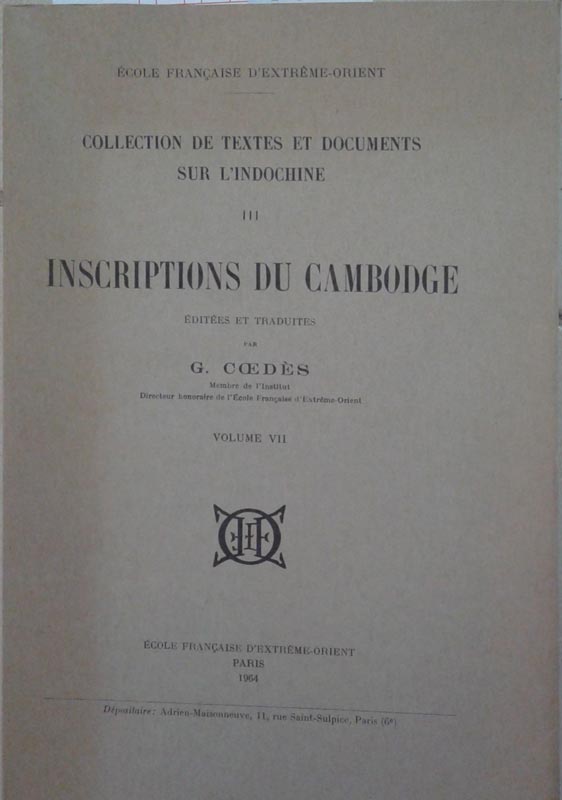 ÉCOLE FRANÇAISE D'EXTRÊME-ORIENT
COLLECTION DE TEXTES ET DOCUMENTS
SUR L'INDOCHINE
III
INSCRIPTIONS DU CAMBODGE
ÉDITÉES ET TRADUITES
PAR
G. CŒDÈS
Membre de l'Institut
Directeur honoraire de l'École Française d'Extrême-Orient
VOLUME VII
ÉCOLE FRANÇAISE D'EXTRÊME-ORIENT
PARIS
1964
Dépositaire: Adrien-Maisonneuve, 11, rue Saint-Sulpice, Paris (6e)